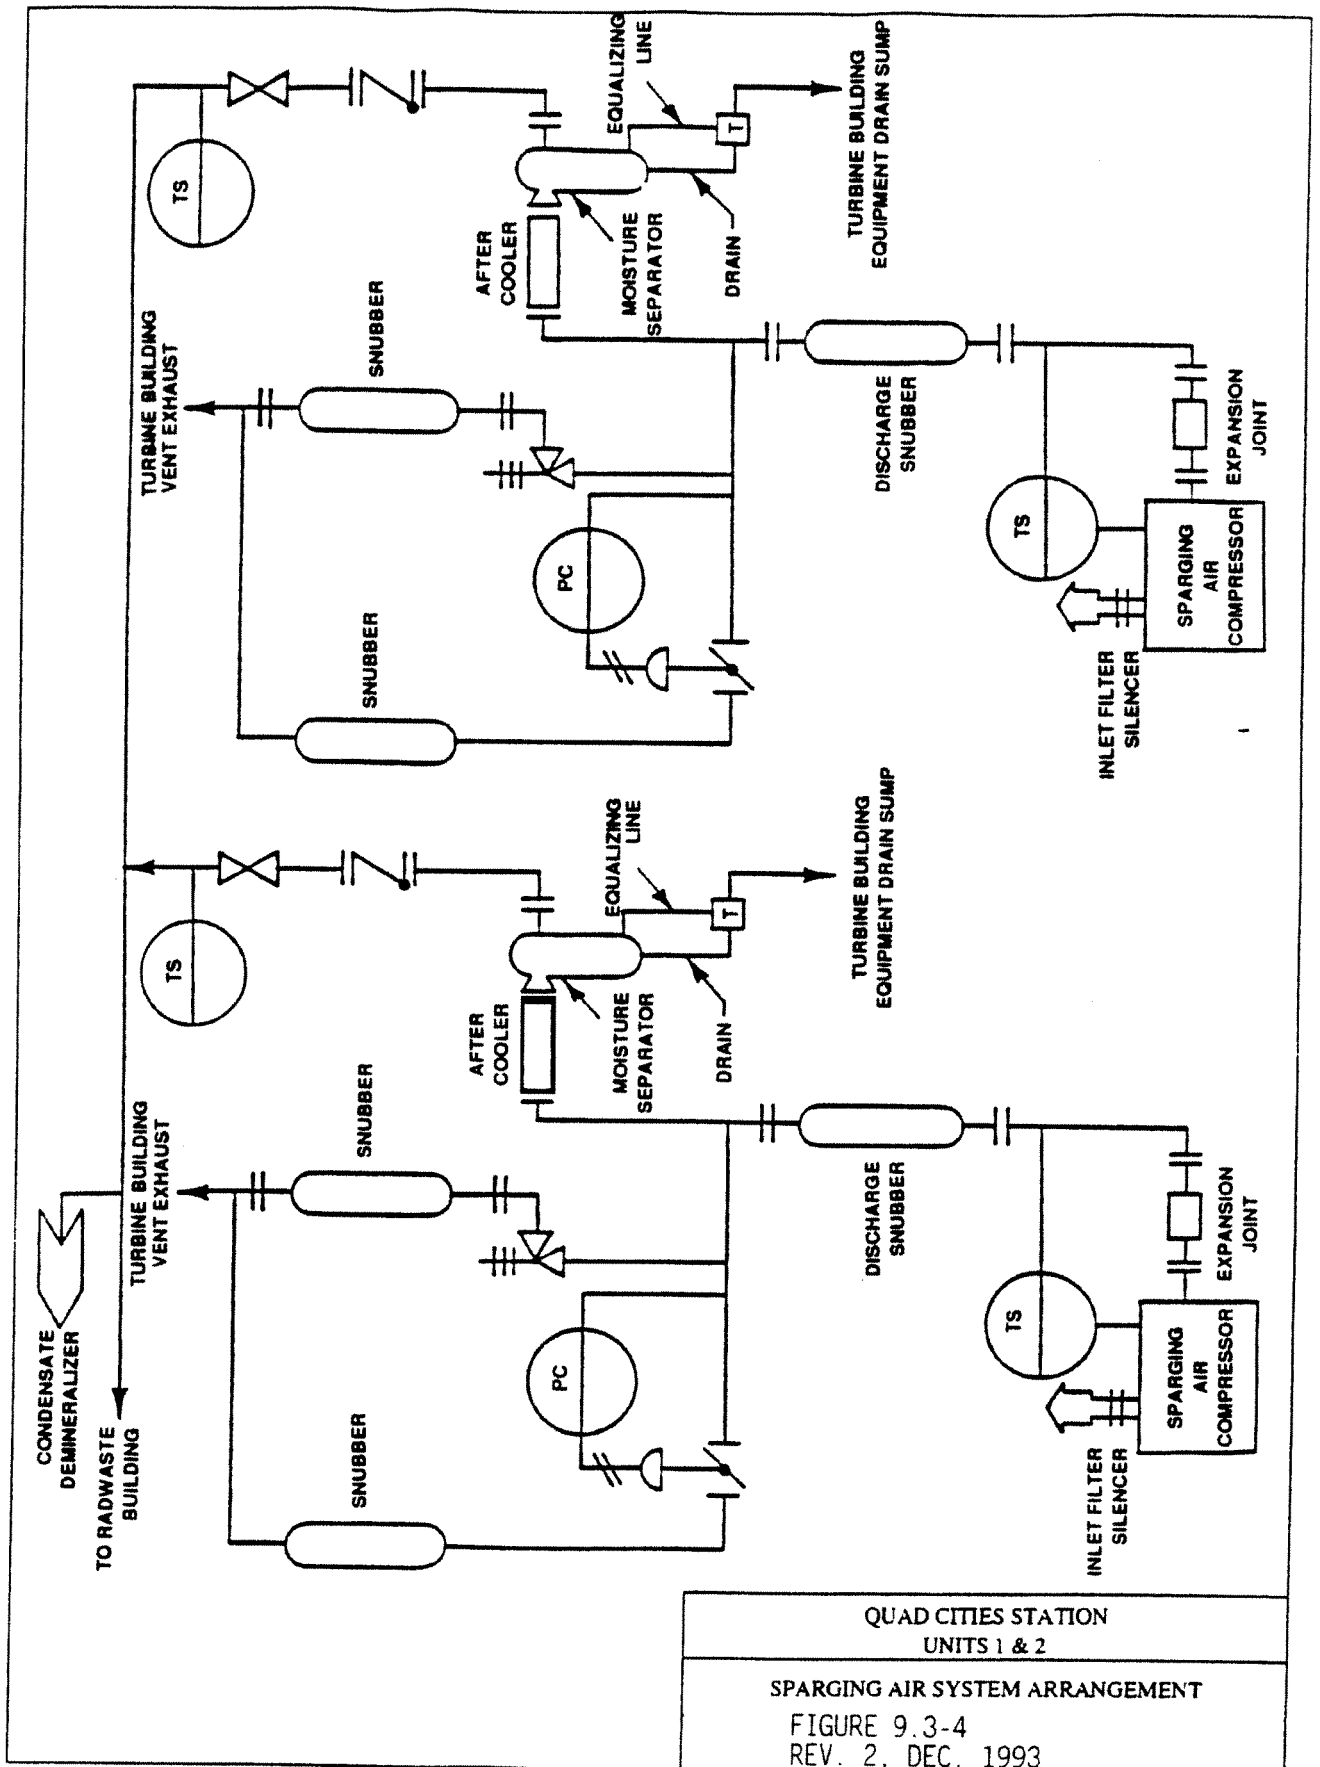 TURBINE BUILDING
VENT EXHAUST
TS
SNUBBER
AFTER
COOLER
EQUALIZING
LINE
T
MOISTURE
SEPARATOR
DRAIN
TURBINE BUILDING
EQUIPMENT DRAIN SUMP
SNUBBER
PC
DISCHARGE
SNUBBER
TS
EXPANSION
JOINT
SPARGING
AIR
COMPRESSOR
INLET FILTER
SILENCER
CONDENSATE
DEMINERALIZER
TO RADWASTE
BUILDING
TURBINE BUILDING
VENT EXHAUST
TS
SNUBBER
AFTER
COOLER
EQUALIZING
LINE
T
MOISTURE
SEPARATOR
DRAIN
TURBINE BUILDING
EQUIPMENT DRAIN SUMP
SNUBBER
PC
DISCHARGE
SNUBBER
TS
EXPANSION
JOINT
SPARGING
AIR
COMPRESSOR
INLET FILTER
SILENCER
QUAD CITIES STATION
UNITS 1 & 2
SPARGING AIR SYSTEM ARRANGEMENT
FIGURE 9.3-4
REV. 2, DEC. 1993